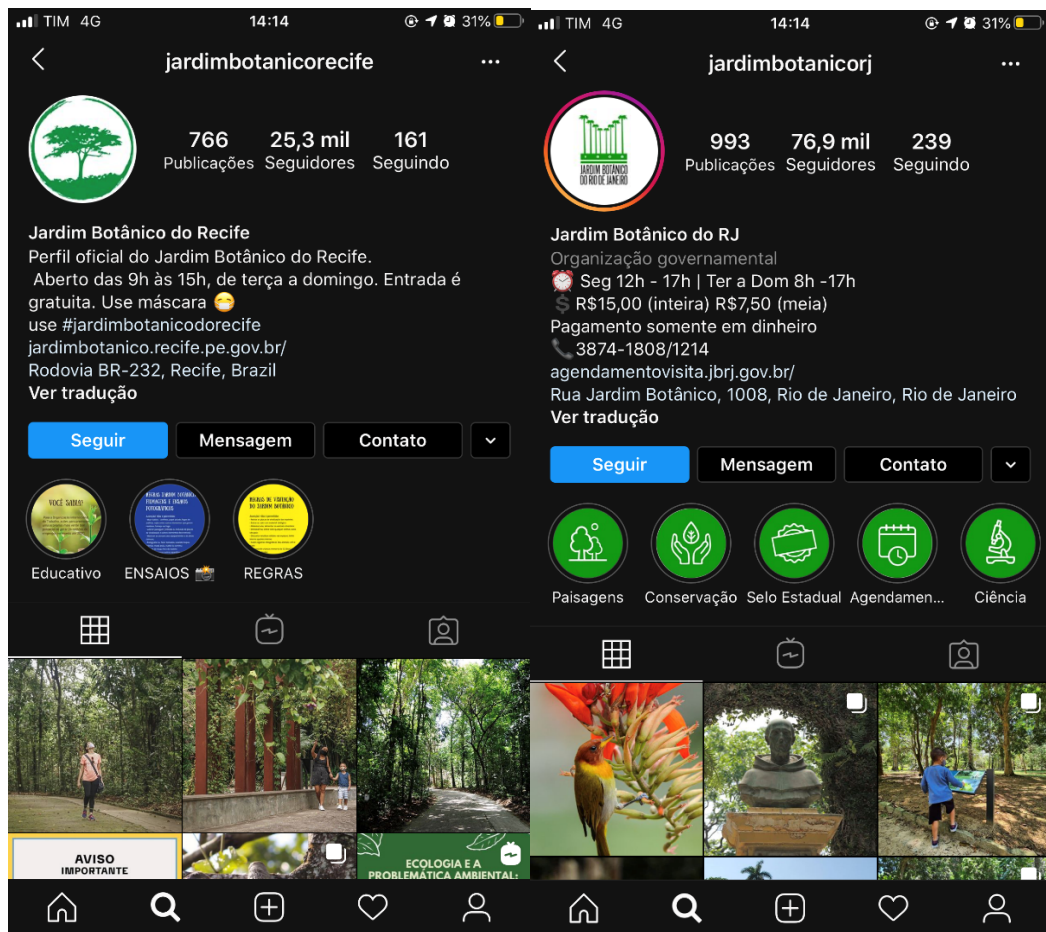 TIM 4G 14:14 31%
jardimbotanicorecife
766 25,3 mil 161
Publicações Seguidores Seguindo
Jardim Botânico do Recife
Perfil oficial do Jardim Botânico do Recife.
Aberto das 9h às 15h, de terça a domingo. Entrada é
gratuita. Use máscara 😷
use #jardimbotanicodorecife
jardimbotanico.recife.pe.gov.br/
Rodovia BR-232, Recife, Brazil
Ver tradução
Seguir Mensagem Contato
VOCÊ SABIA?
REGRAS DE VISITAÇÃO
DO JARDIM BOTÂNICO
Educativo ENSAIOS 📸 REGRAS
AVISO
IMPORTANTE
ECOLOGIA E A
PROBLEMÁTICA AMBIENTAL:
TIM 4G 14:14 31%
jardimbotanicorj
993 76,9 mil 239
Publicações Seguidores Seguindo
JARDIM BOTÂNICO
DO RIO DE JANEIRO
Jardim Botânico do RJ
Organização governamental
⏰ Seg 12h - 17h | Ter a Dom 8h -17h
💲 R$15,00 (inteira) R$7,50 (meia)
Pagamento somente em dinheiro
📞 3874-1808/1214
agendamentovisita.jbrj.gov.br/
Rua Jardim Botânico, 1008, Rio de Janeiro, Rio de Janeiro
Ver tradução
Seguir Mensagem Contato
Paisagens Conservação Selo Estadual Agendamen... Ciência